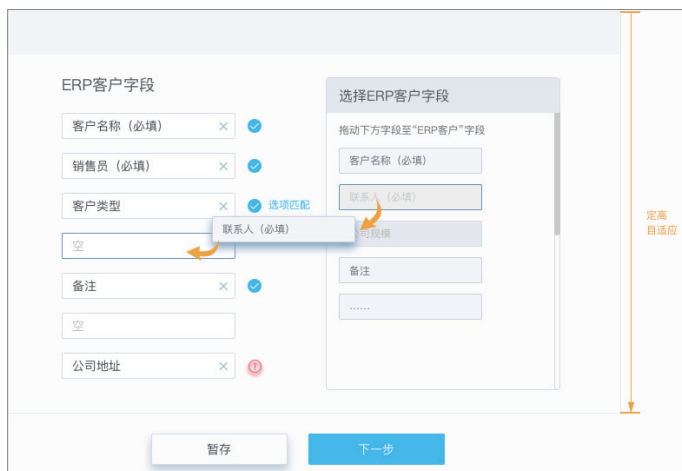 ERP客户字段
客户名称（必填）
销售员（必填）
客户类型
选项匹配
空
备注
空
公司地址
选择ERP客户字段
拖动下方字段至“ERP客户”字段
客户名称（必填）
联系人（必填）
联系人（必填）
公司规模
备注
……
定高
自适应
暂存
下一步